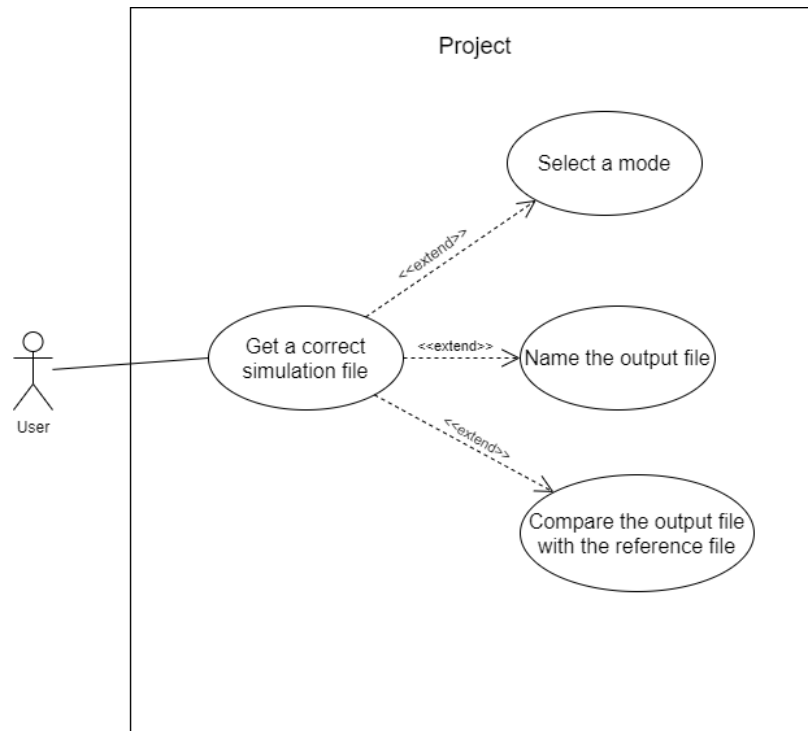 Project
Select a mode
<<extend>>
Get a correct
simulation file
<<extend>>
Name the output file
User
<<extend>>
Compare the output file
with the reference file